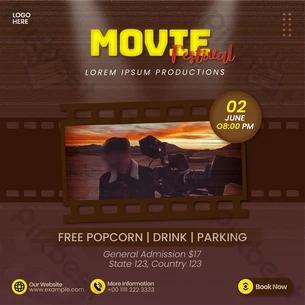 LOGO
HERE
MOVIE
Festival
LOREM IPSUM PRODUCTIONS
02
JUNE
08:00 PM
FREE POPCORN | DRINK | PARKING
General Admission $17
State 123, Country 123
Our Website
www.example.com
More Information
+00 111 222 3333
Book Now